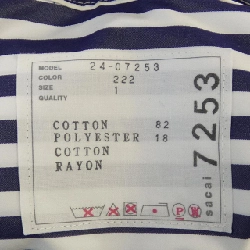 MODEL 24-07253
COLOR 222
SIZE 1
QUALITY
COTTON 82
POLYESTER 18
COTTON
RAYON
sacai 7253